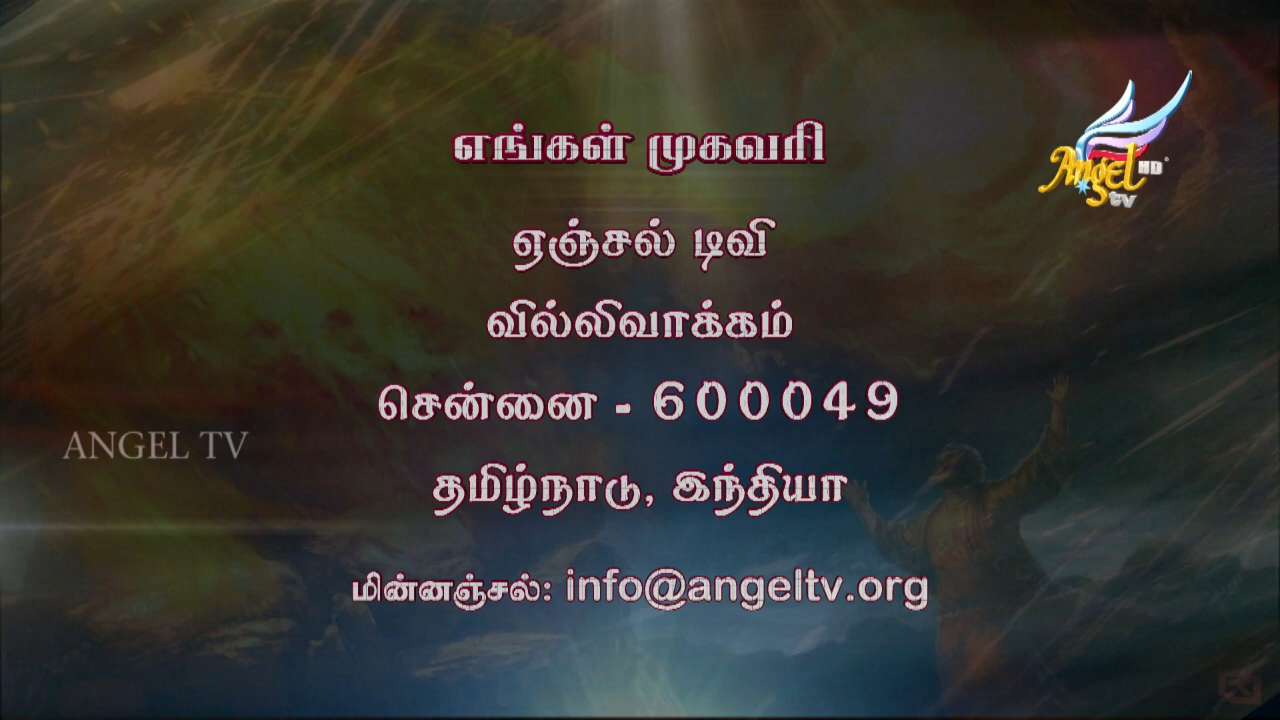 எங்கள் முகவரி
Angel HD
tv
ஏஞ்சல் டிவி
வில்லிவாக்கம்
சென்னை - 600049
ANGEL TV
தமிழ்நாடு, இந்தியா
மின்னஞ்சல்: info@angeltv.org